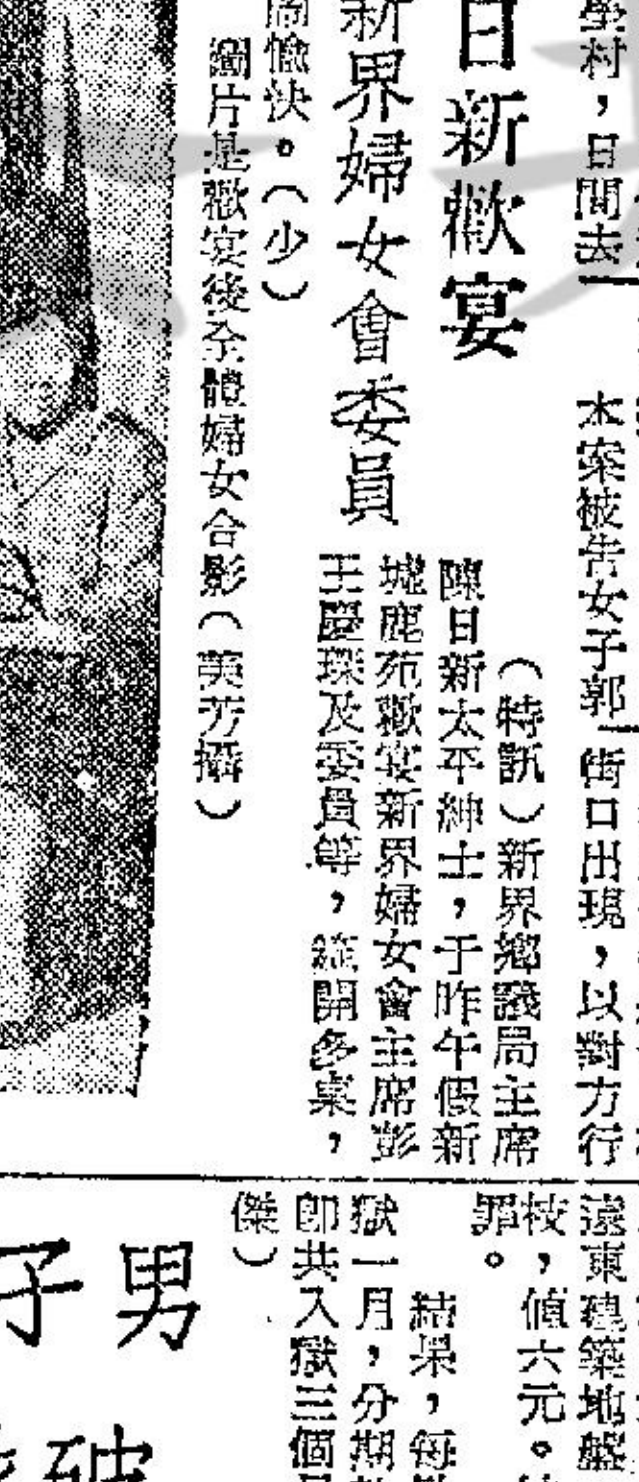 村，日間去
本案被告女子郭
街口出現，以對方行
日新歡宴
新界婦女會委員
（特訊）新界鄉議局主席
陳日新太平紳士，于昨午假新
墟鹿苑歡宴新界婦女會主席彭
王慶琛及委員等，筵開多桌，
愉快。（少）
圖片是歡宴後全體婦女合影（美芳攝）
遠東建築地盤
枝，值六元。
罪。
結果，每
獄一月，分期
即共入獄三個
傑）
男
子
破